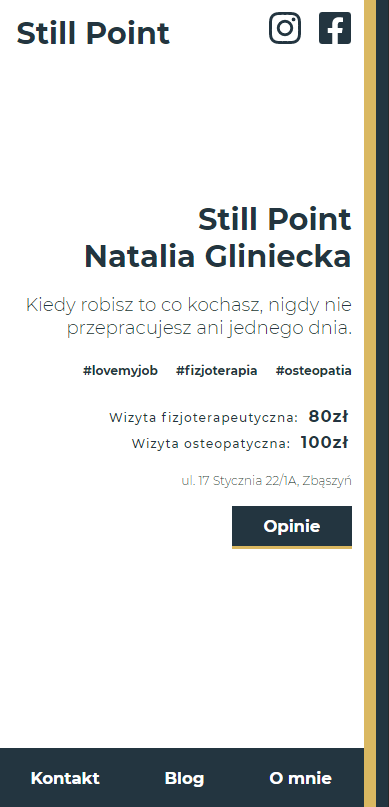 Still Point
Still Point
Natalia Gliniecka
Kiedy robisz to co kochasz, nigdy nie
przepracujesz ani jednego dnia.
#lovemyjob #fizjoterapia #osteopatia
Wizyta fizjoterapeutyczna: 80zł
Wizyta osteopatyczna: 100zł
ul. 17 Stycznia 22/1A, Zbąszyń
Opinie
Kontakt Blog O mnie